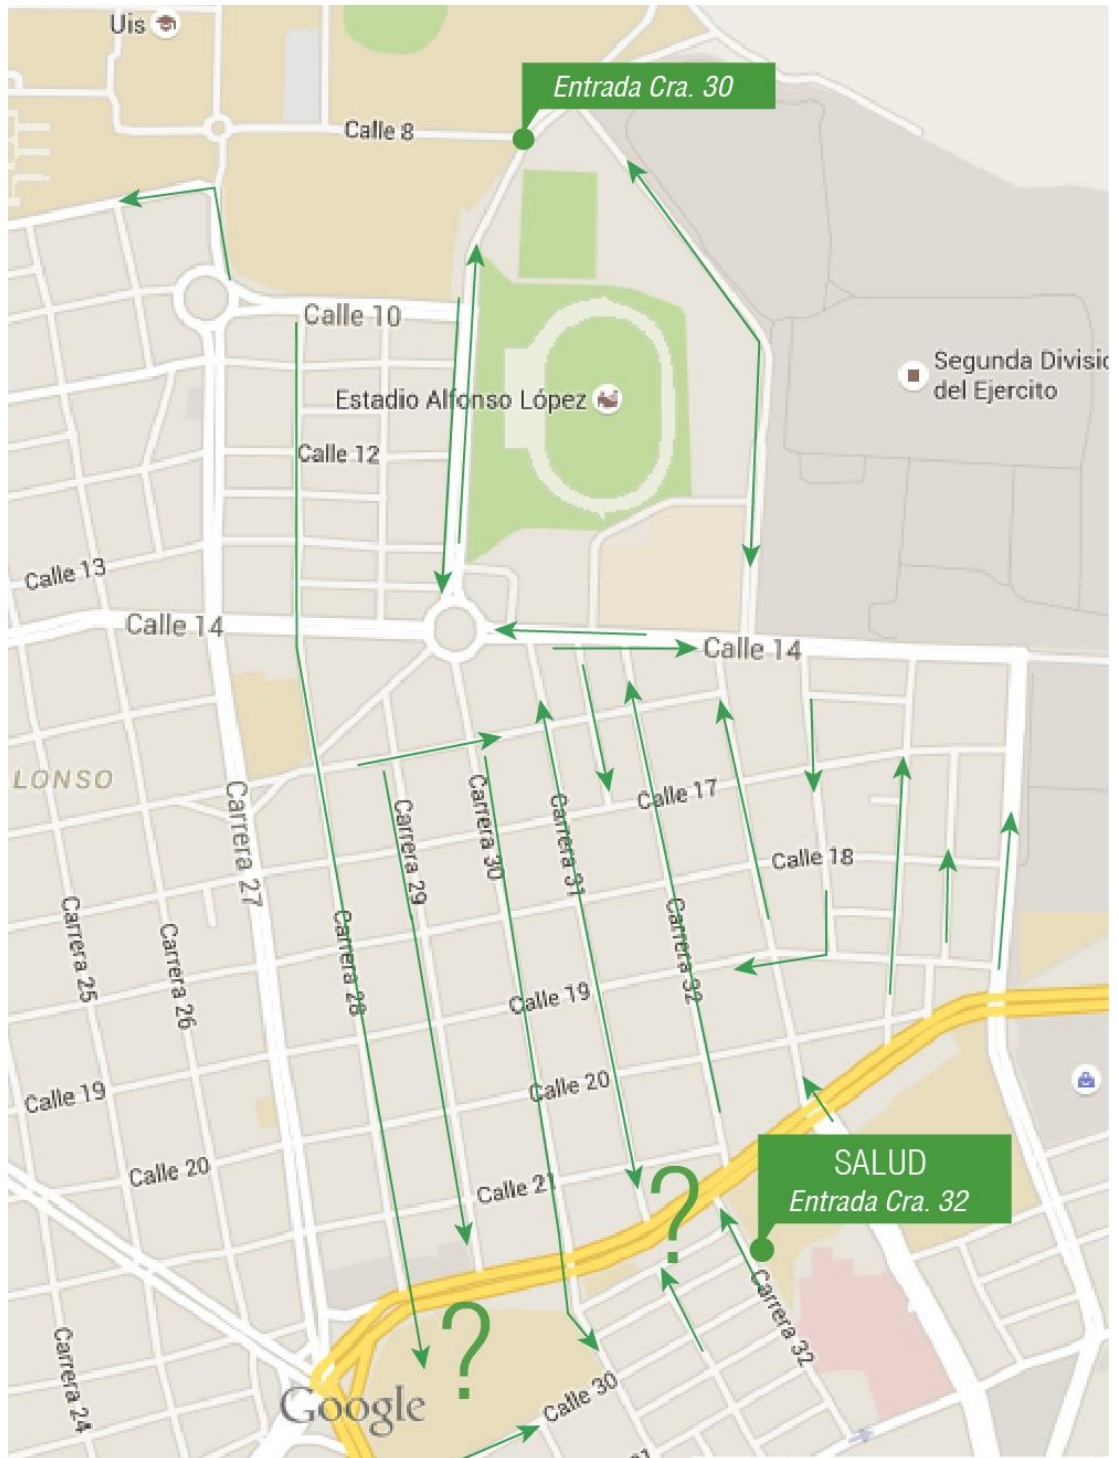 Uis
Entrada Cra. 30
Calle 8
Calle 10
Segunda Divisic
del Ejercito
Estadio Alfonso López
Calle 12
Calle 13
Calle 14
Calle 14
LONSO
Carrera 27
Carrera 29
Carrera 30
Carrera 31
Calle 17
Calle 18
Carrera 25
Carrera 26
Carrera 28
Carrera 32
Calle 19
Calle 20
Calle 19
Calle 20
Calle 21
SALUD
Entrada Cra. 32
?
?
Carrera 32
Carrera 24
Google
Calle 30